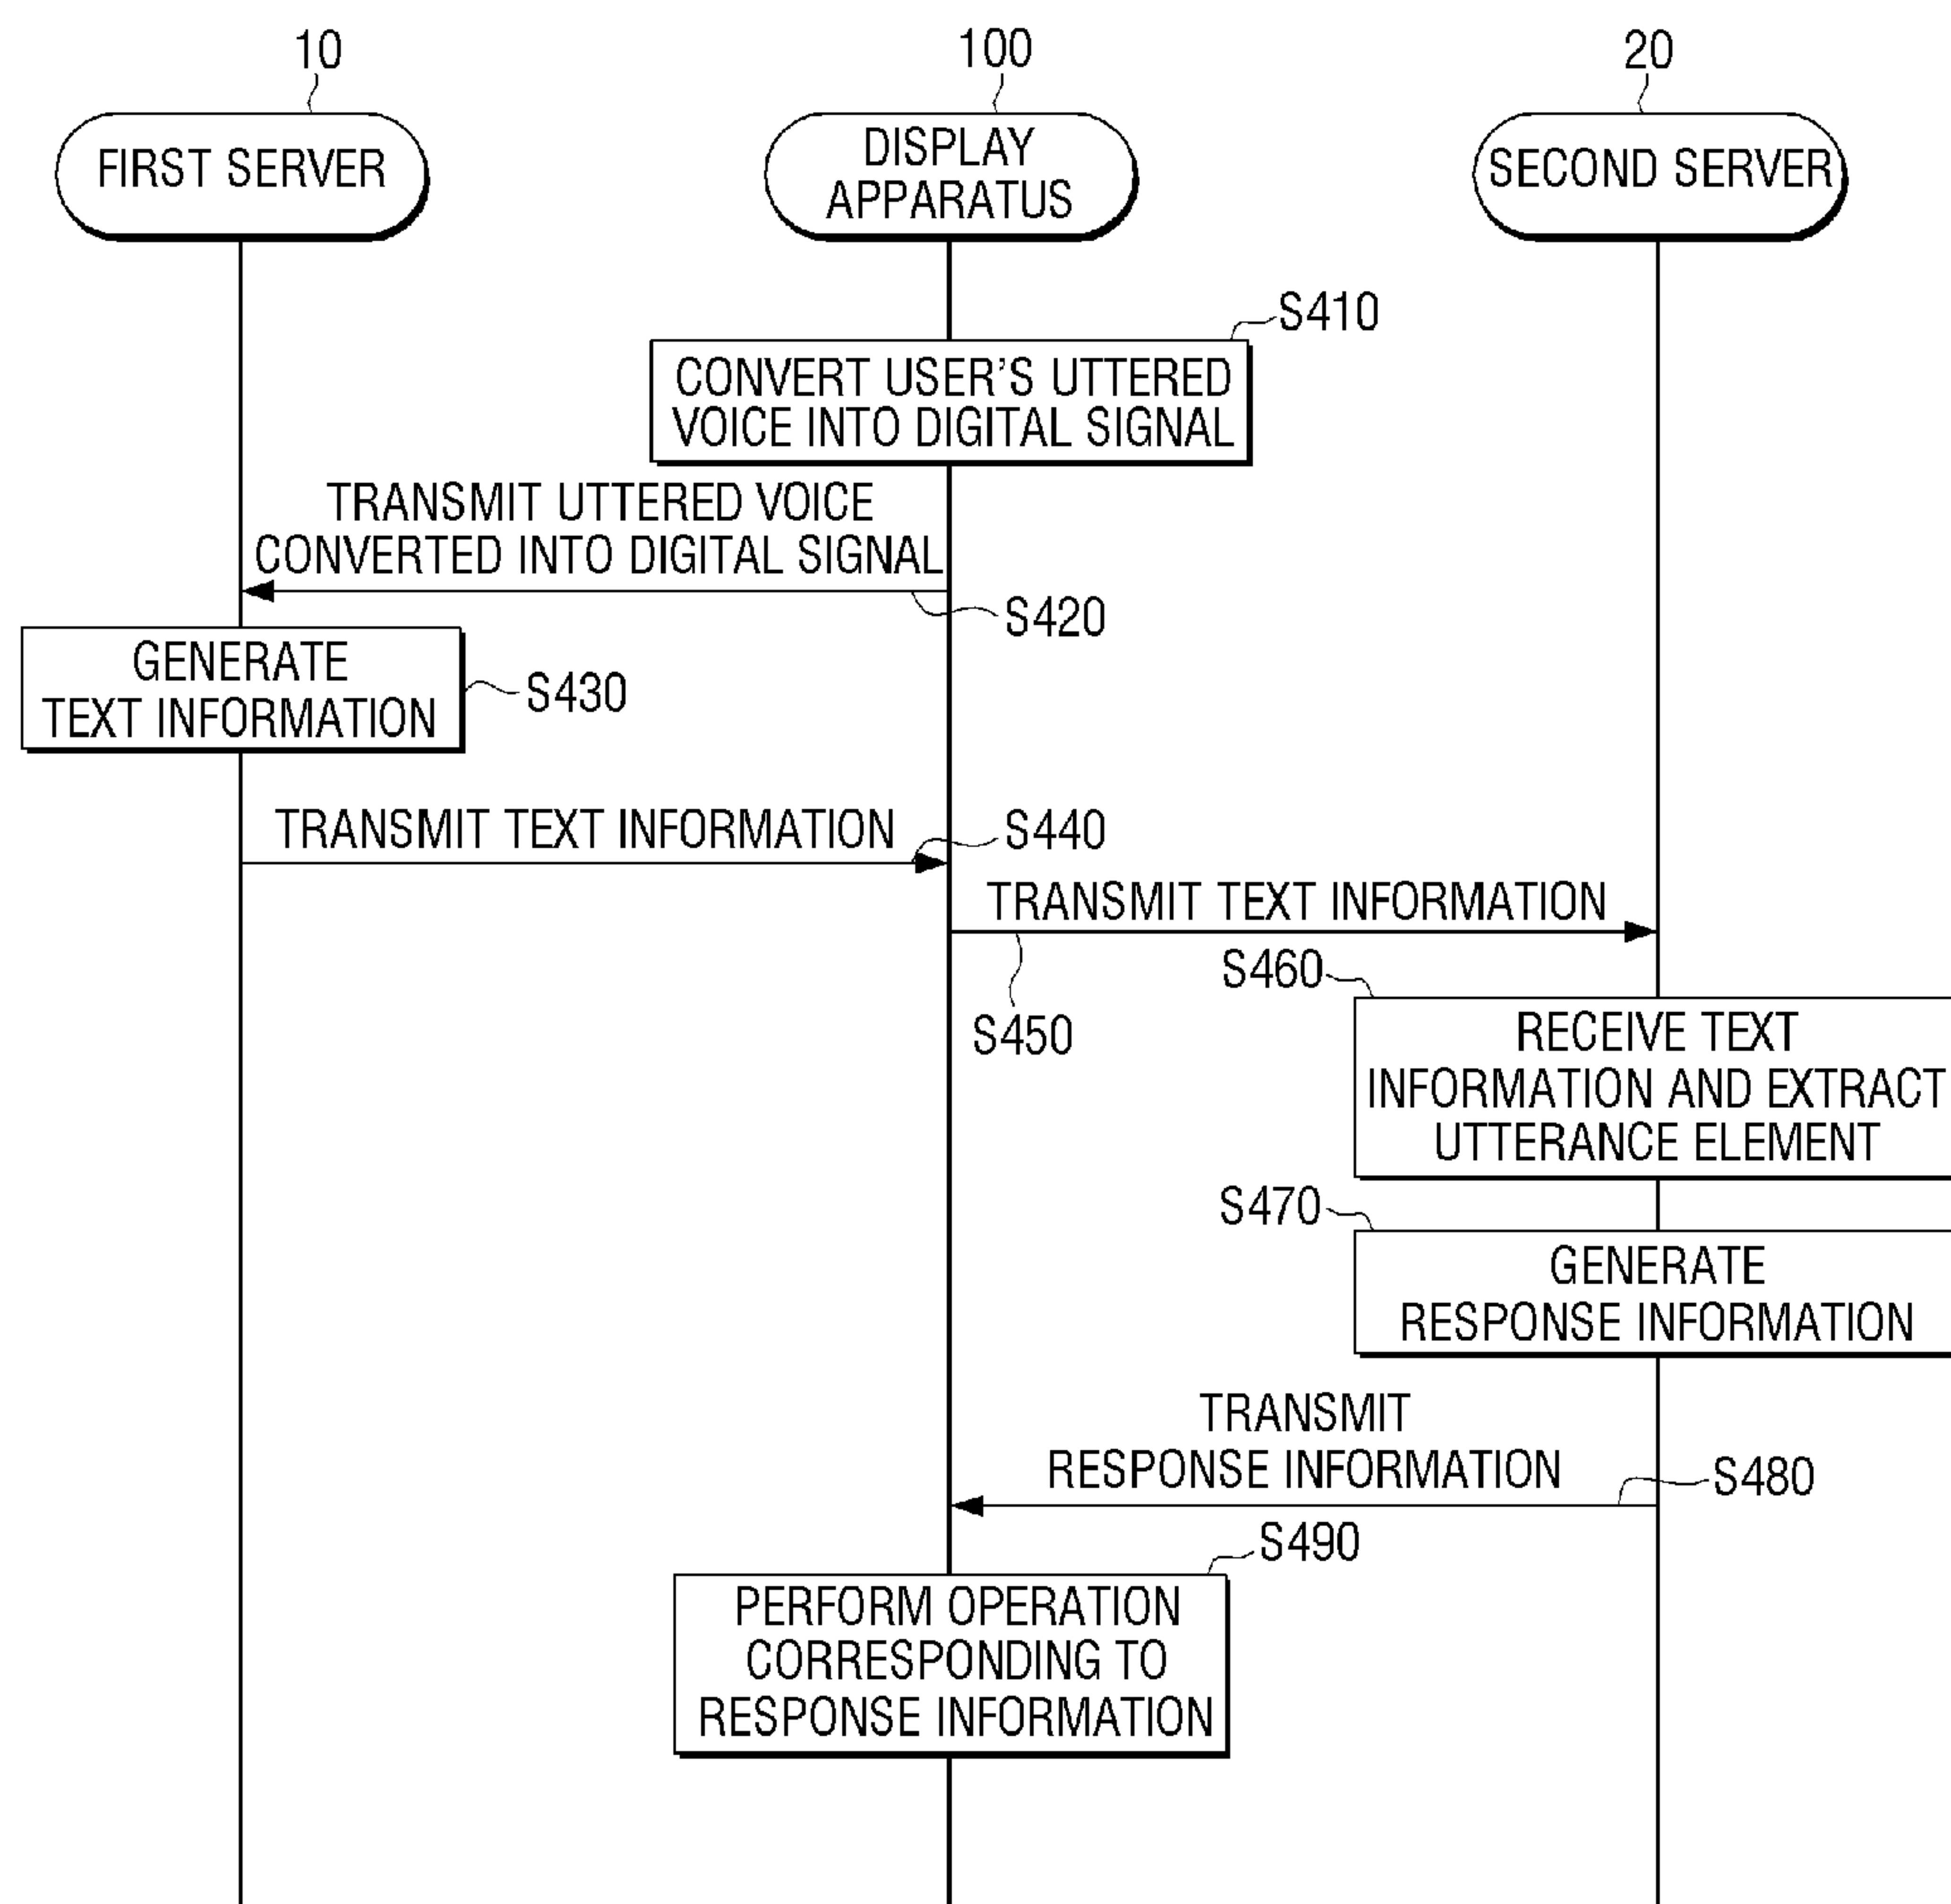 10
100
20
FIRST SERVER
DISPLAY
APPARATUS
SECOND SERVER
S410
CONVERT USER'S UTTERED
VOICE INTO DIGITAL SIGNAL
TRANSMIT UTTERED VOICE
CONVERTED INTO DIGITAL SIGNAL
S420
GENERATE
TEXT INFORMATION
S430
TRANSMIT TEXT INFORMATION
S440
TRANSMIT TEXT INFORMATION
S450
S460
RECEIVE TEXT
INFORMATION AND EXTRACT
UTTERANCE ELEMENT
S470
GENERATE
RESPONSE INFORMATION
TRANSMIT
RESPONSE INFORMATION
S480
S490
PERFORM OPERATION
CORRESPONDING TO
RESPONSE INFORMATION